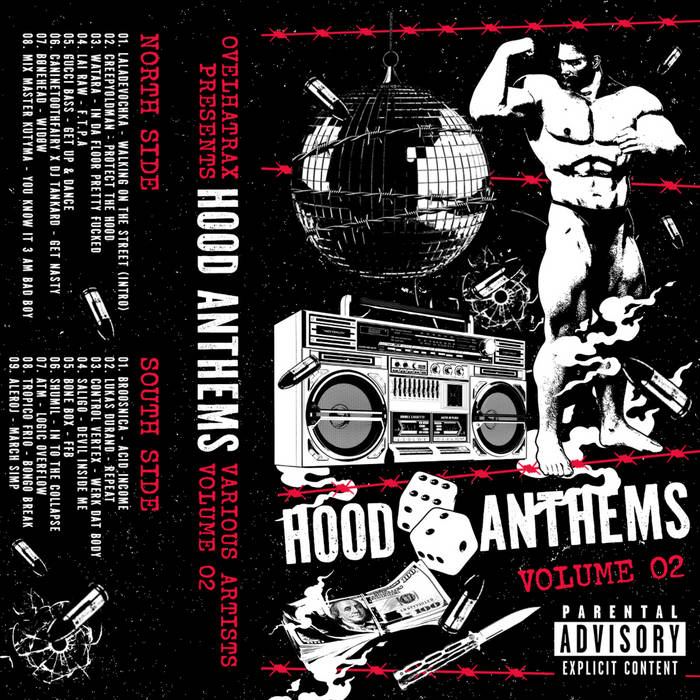 NORTH SIDE
01. LALADEVOCHKA - WALKING ON THE STREET (INTRO)
02. CREEPYOLDMAN - PROTECT THE HOOD
03. WATARA - IN DA FLOOR PRETTY FUCKED
04. LAI RAW - F.T.P.A
05. GUCCI BASS - GET UP & DANCE
06. CANINETOOTHFAIRY X DJ TANKARD - GET NASTY
07. BONEHEAD - WIDOW
08. MIX MASTER KUTYMA - YOU KNOW IT 3 AM BAD BOY
SOUTH SIDE
01. BROOSNICA - ACID INCOME
02. LUKAS DURAND - REPEAT
03. CONTROL VERTEX - WERK DAT BODY
04. SALIGO - DEVIL INSIDE ME
05. BONE BOX - FFB
06. SHUMIL - IN TO THE COLLAPSE
07. ATM - LOGIC OVERFLOW
08. TROPICO FRIO - BONGO BREAK
09. ALEROJ - MARCH SIMP
OVELHATRAX
PRESENTS
HOOD ANTHEMS
VARIOUS ARTISTS
VOLUME 02
HOOD ANTHEMS
VOLUME 02
100
PARENTAL
ADVISORY
EXPLICIT CONTENT